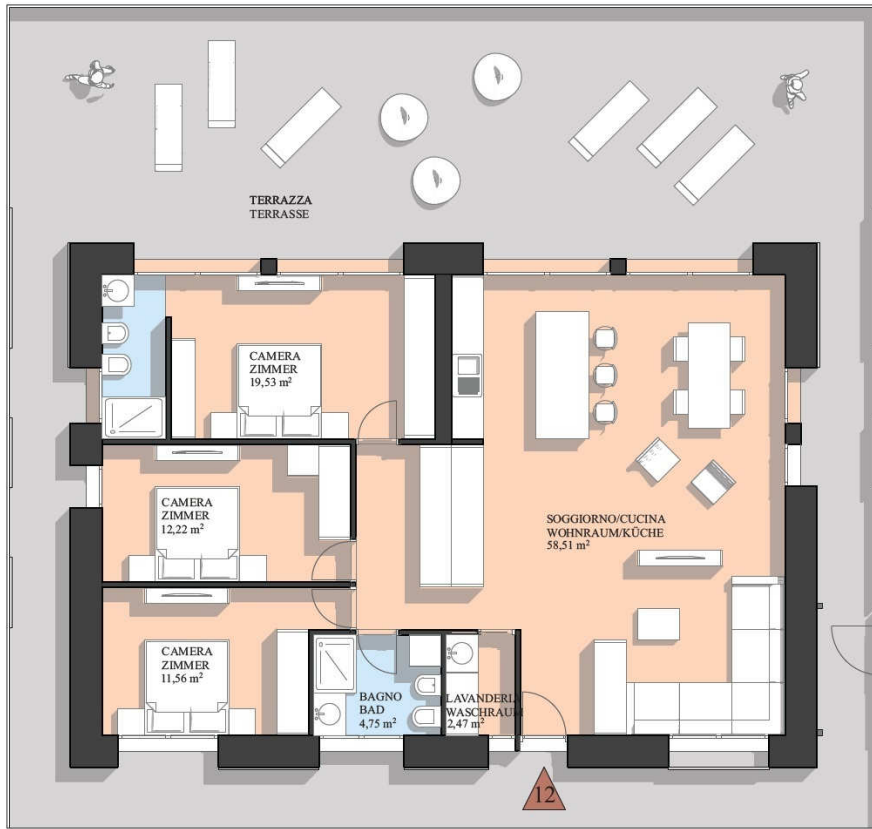 TERRAZZA
TERRASSE
CAMERA
ZIMMER
19,53 m²
CAMERA
ZIMMER
12,22 m²
SOGGIORNO/CUCINA
WOHNRAUM/KÜCHE
58,51 m²
CAMERA
ZIMMER
11,56 m²
BAGNO
BAD
4,75 m²
LAVANDERIA
WASCHRAUM
2,47 m²
12